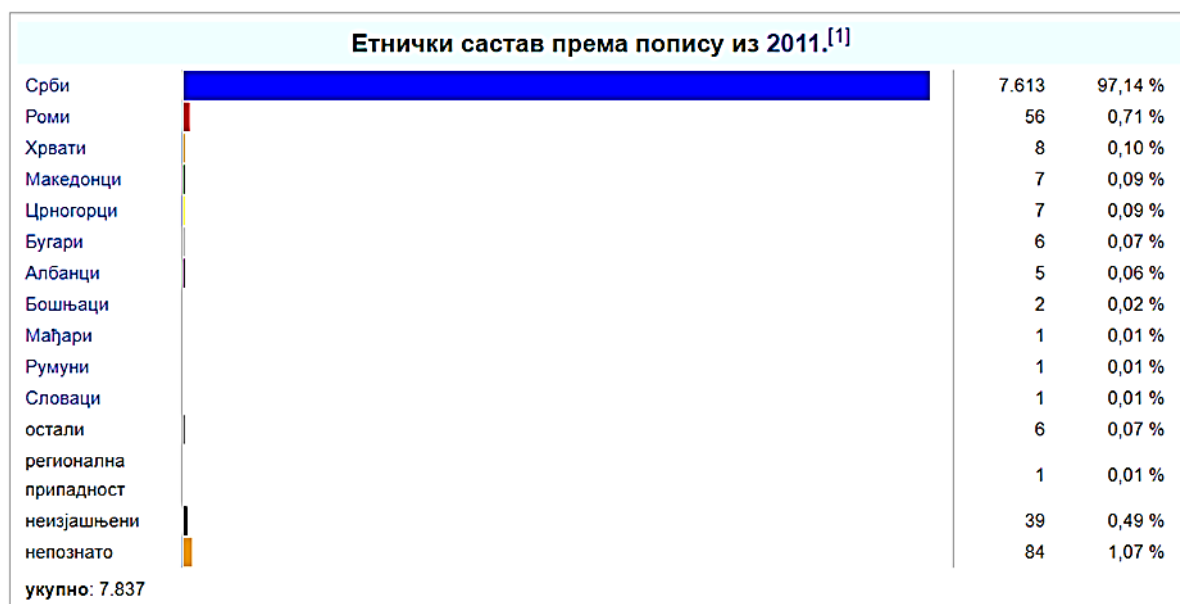 Етнички састав према попису из 2011.[1]
Срби 7.613 97,14 %
Роми 56 0,71 %
Хрвати 8 0,10 %
Македонци 7 0,09 %
Црногорци 7 0,09 %
Бугари 6 0,07 %
Албанци 5 0,06 %
Бошњаци 2 0,02 %
Мађари 1 0,01 %
Румуни 1 0,01 %
Словаци 1 0,01 %
остали 6 0,07 %
регионална
припадност 1 0,01 %
неизјашњени 39 0,49 %
непознато 84 1,07 %
укупно: 7.837